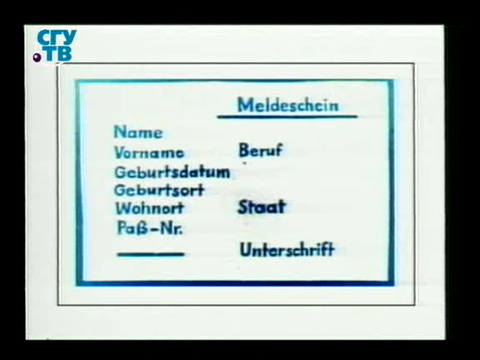 СГУ
ТВ
Meldeschein
Name
Vorname Beruf
Geburtsdatum
Geburtsort
Wohnort Staat
Paß-Nr.
Unterschrift